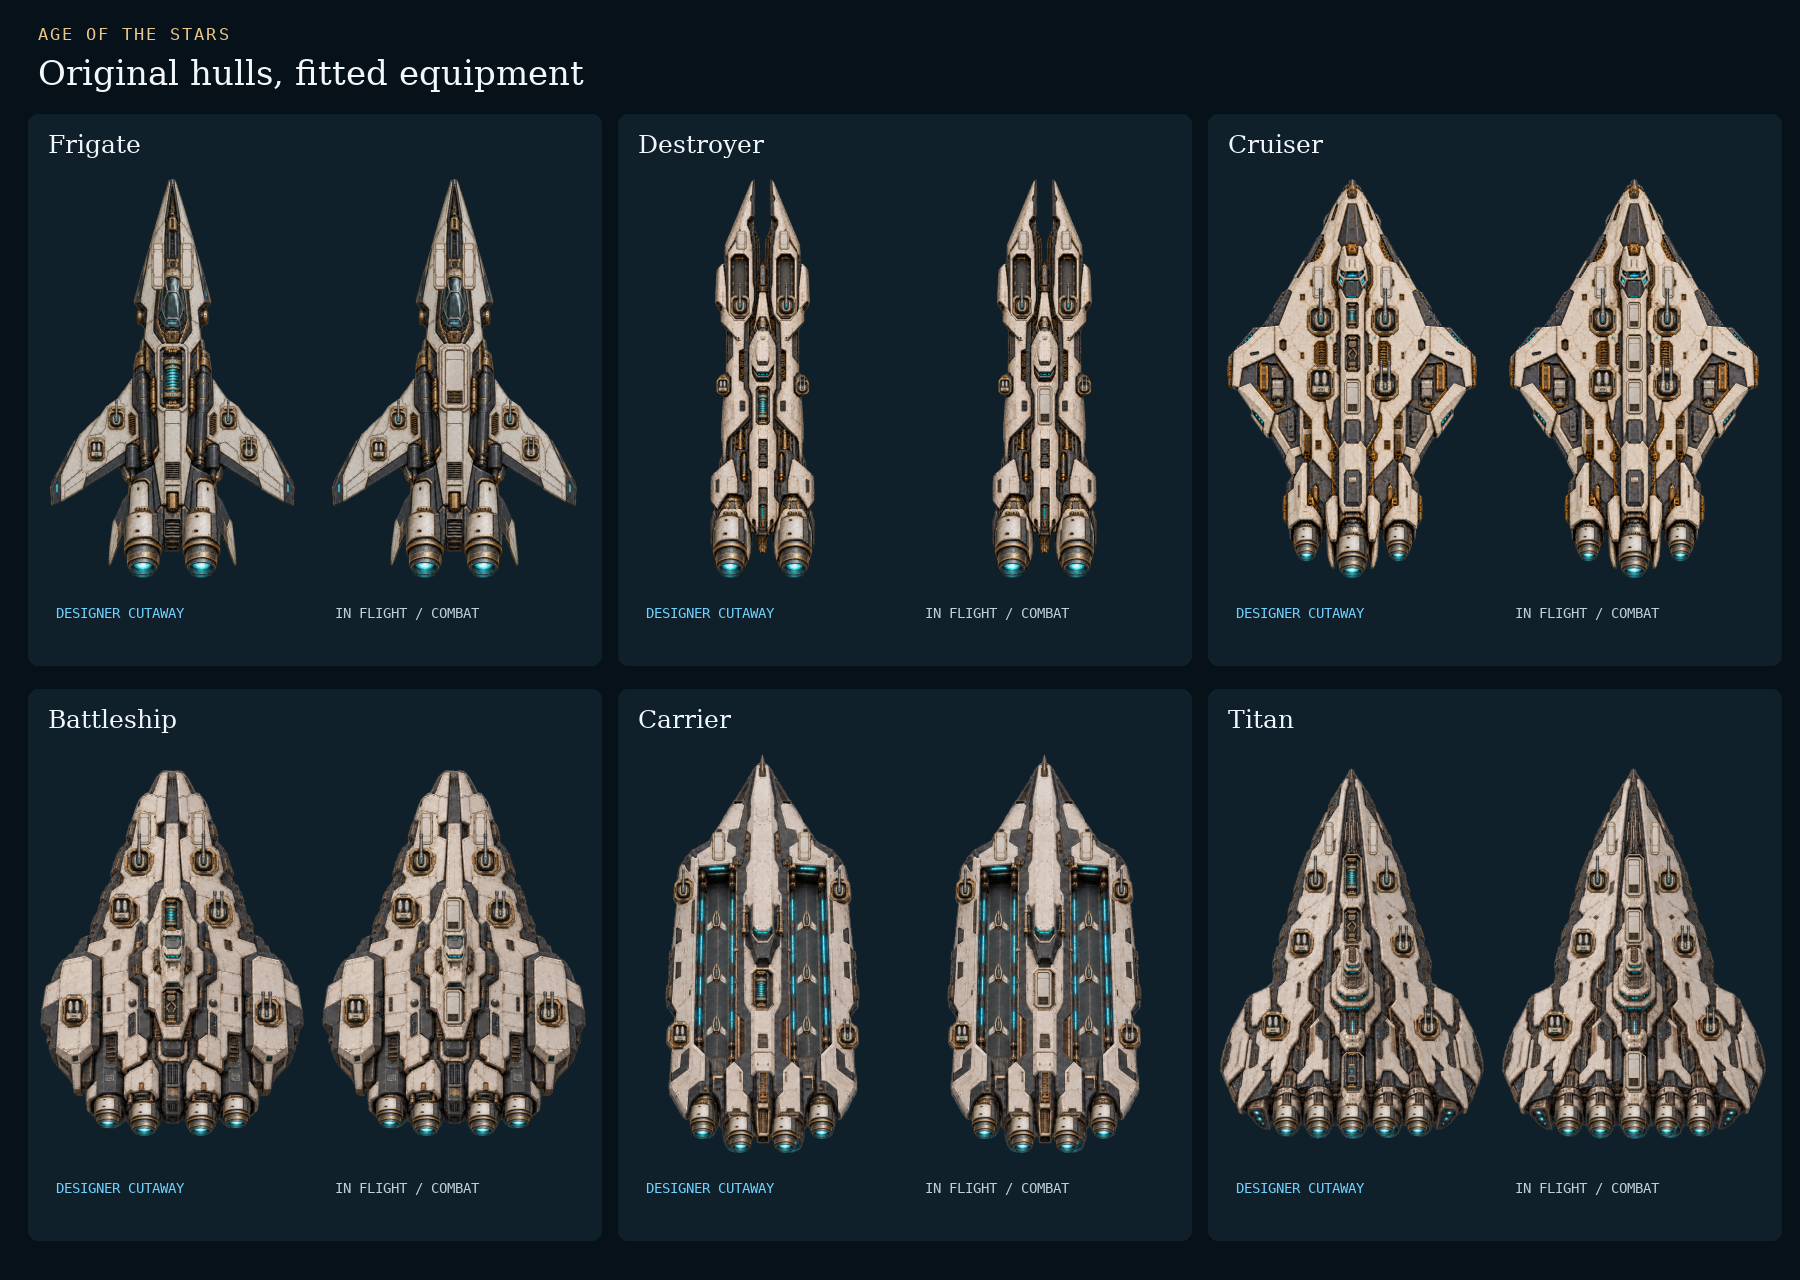 AGE OF THE STARS
Original hulls, fitted equipment
Frigate
DESIGNER CUTAWAY
IN FLIGHT / COMBAT
Destroyer
DESIGNER CUTAWAY
IN FLIGHT / COMBAT
Cruiser
DESIGNER CUTAWAY
IN FLIGHT / COMBAT
Battleship
DESIGNER CUTAWAY
IN FLIGHT / COMBAT
Carrier
DESIGNER CUTAWAY
IN FLIGHT / COMBAT
Titan
DESIGNER CUTAWAY
IN FLIGHT / COMBAT